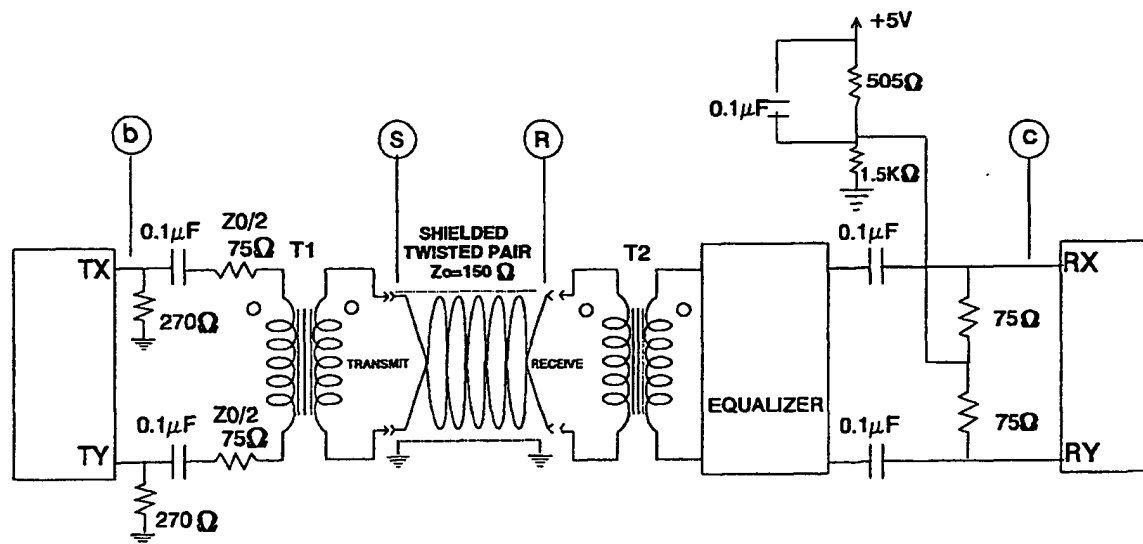 +5V
505Ω
0.1μF
1.5KΩ
b
S
R
C
0.1μF
Z0/2
75Ω
T1
SHIELDED
TWISTED PAIR
Zo=150 Ω
T2
0.1μF
TX
RX
270Ω
75Ω
TRANSMIT
RECEIVE
EQUALIZER
0.1μF
Z0/2
75Ω
0.1μF
75Ω
TY
RY
270Ω